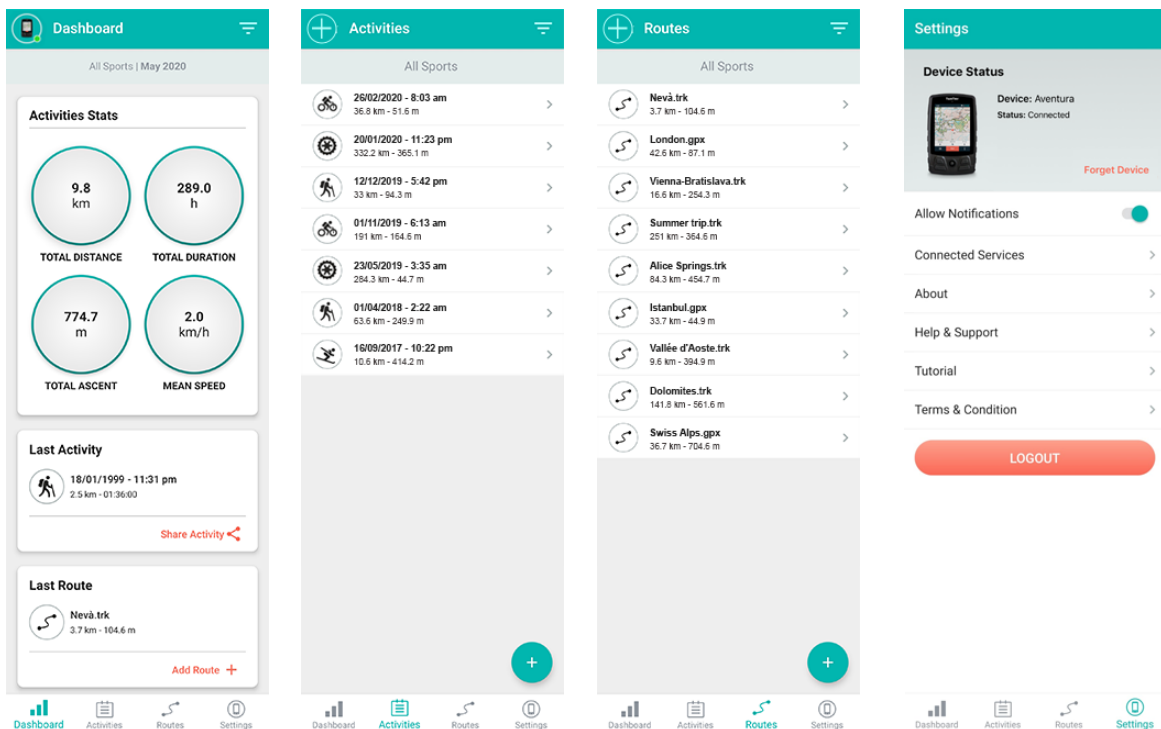 Dashboard
All Sports | May 2020
Activities Stats
9.8
km
289.0
h
TOTAL DISTANCE
TOTAL DURATION
774.7
m
2.0
km/h
TOTAL ASCENT
MEAN SPEED
Last Activity
18/01/1999 - 11:31 pm
2.5 km - 01:36:00
Share Activity
Last Route
Nevà.trk
3.7 km - 104.6 m
Add Route
Dashboard
Activities
Routes
Settings
Activities
All Sports
26/02/2020 - 8:03 am
36.8 km - 51.6 m
20/01/2020 - 11:23 pm
332.2 km - 365.1 m
12/12/2019 - 5:42 pm
33 km - 94.3 m
01/11/2019 - 6:13 am
191 km - 164.6 m
23/05/2019 - 3:35 am
284.3 km - 44.7 m
01/04/2018 - 2:22 am
63.6 km - 249.9 m
16/09/2017 - 10:22 pm
10.6 km - 414.2 m
Dashboard
Activities
Routes
Settings
Routes
All Sports
Nevà.trk
3.7 km - 104.6 m
London.gpx
42.6 km - 87.1 m
Vienna-Bratislava.trk
16.6 km - 254.3 m
Summer trip.trk
251 km - 364.6 m
Alice Springs.trk
84.3 km - 454.7 m
Istanbul.gpx
33.7 km - 44.9 m
Vallée d'Aoste.trk
9.6 km - 394.9 m
Dolomites.trk
141.8 km - 561.6 m
Swiss Alps.gpx
36.7 km - 704.6 m
Dashboard
Activities
Routes
Settings
Settings
Device Status
Device: Aventura
Status: Connected
Forget Device
Allow Notifications
Connected Services
About
Help & Support
Tutorial
Terms & Condition
LOGOUT
Dashboard
Activities
Routes
Settings